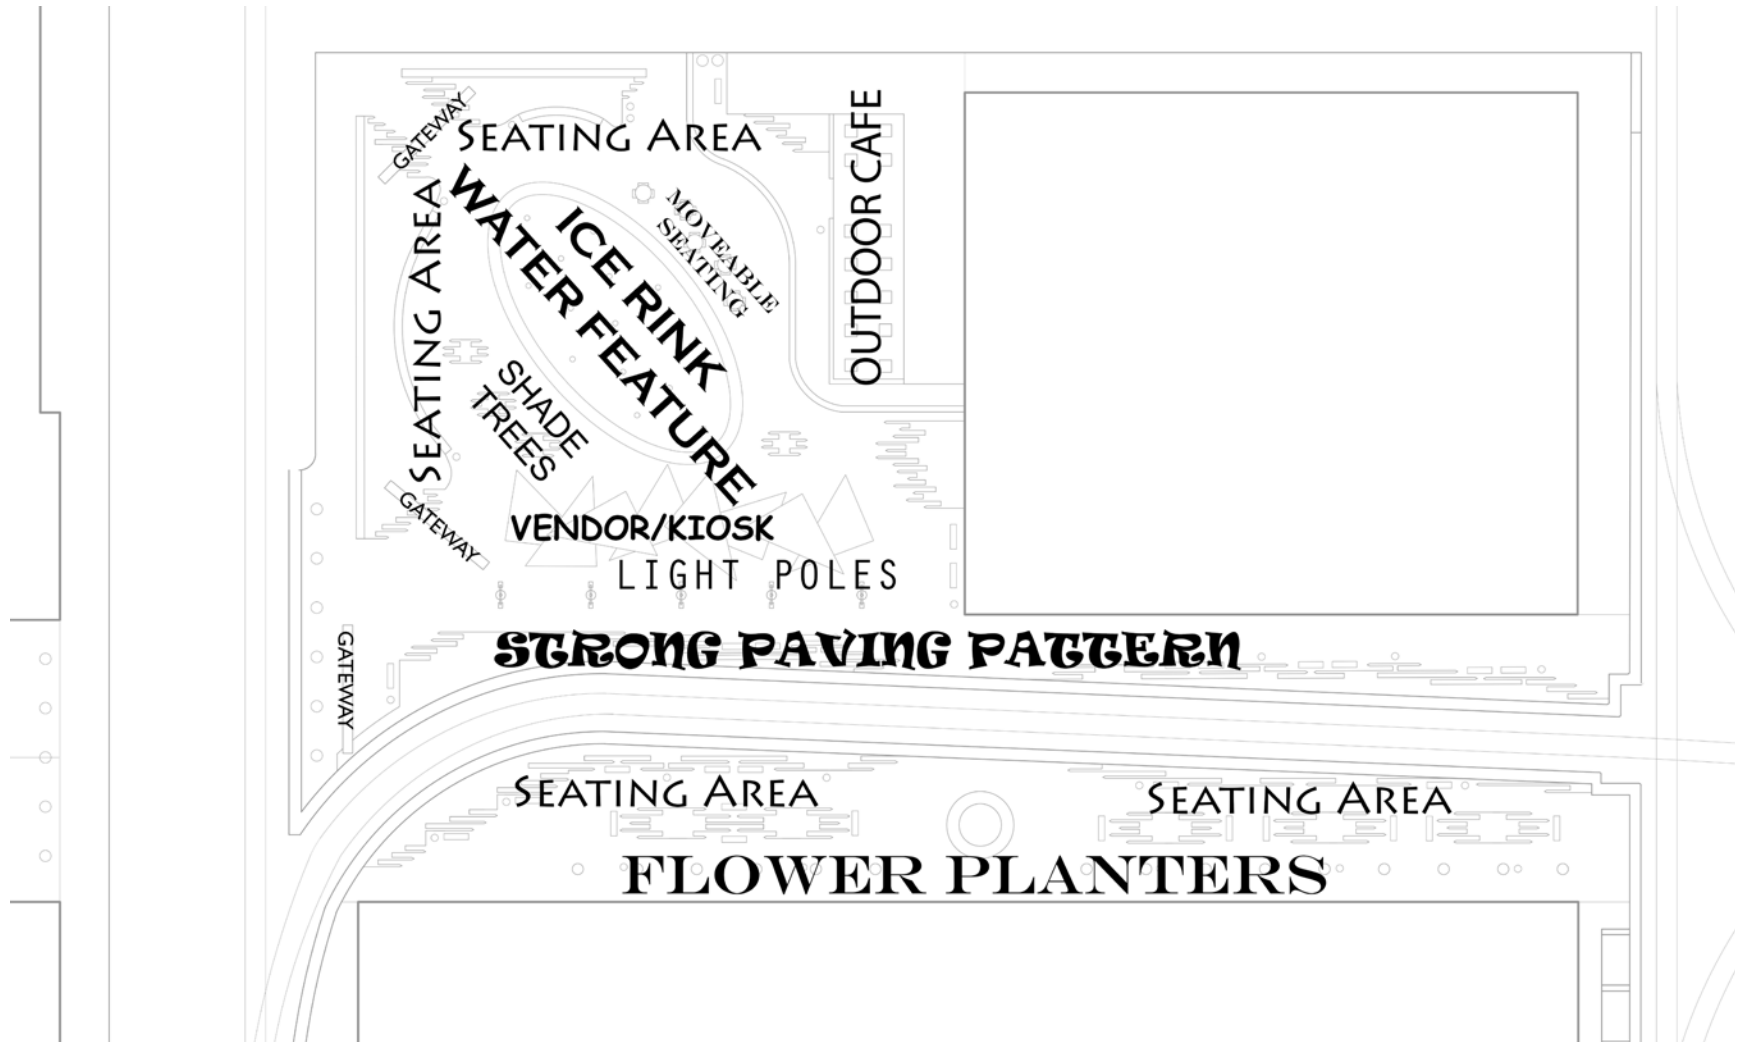 GATEWAY
SEATING AREA
OUTDOOR CAFE
SEATING AREA
WATER FEATURE
ICE RINK
MOVEABLE
SEATING
SHADE
TREES
GATEWAY
VENDOR/KIOSK
LIGHT POLES
GATEWAY
STRONG PAVING PATTERN
SEATING AREA
SEATING AREA
FLOWER PLANTERS